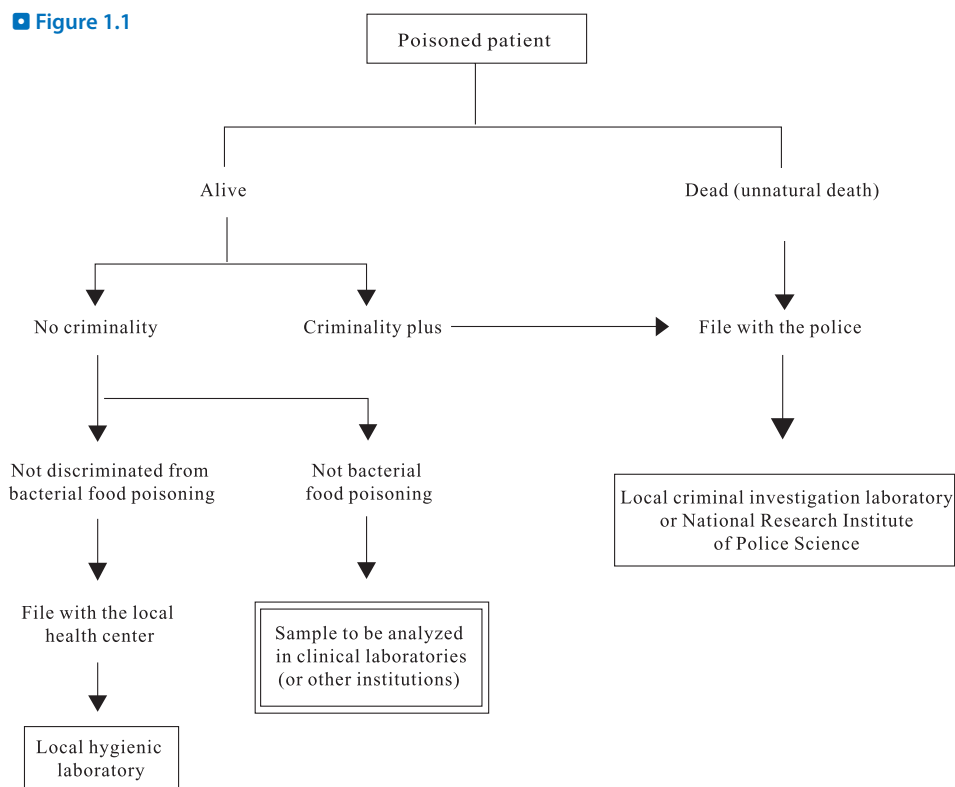 Figure 1.1
Poisoned patient
Alive
Dead (unnatural death)
No criminality
Criminality plus
File with the police
Not discriminated from
bacterial food poisoning
Not bacterial
food poisoning
Local criminal investigation laboratory
or National Research Institute
of Police Science
File with the local
health center
Sample to be analyzed
in clinical laboratories
(or other institutions)
Local hygienic
laboratory